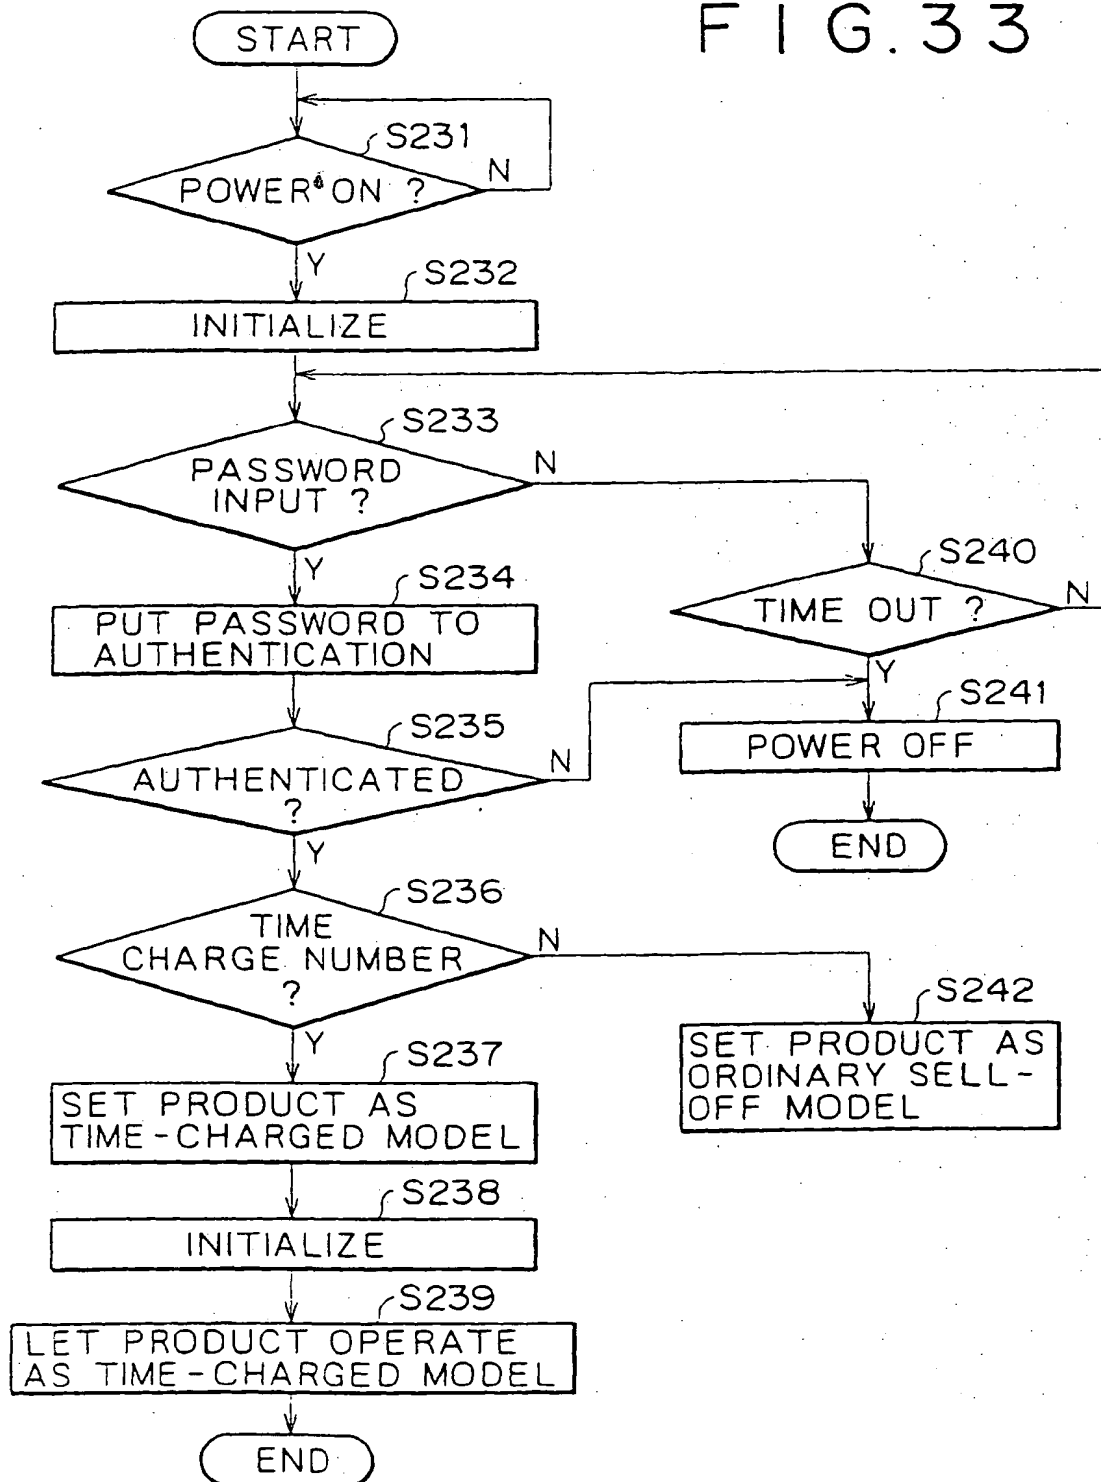 FIG.33
START
S231
POWER ON ?
N
Y
S232
INITIALIZE
S233
PASSWORD
INPUT ?
N
Y
S234
PUT PASSWORD TO
AUTHENTICATION
S240
TIME OUT ?
N
Y
S241
POWER OFF
END
S235
AUTHENTICATED
?
N
Y
S236
TIME
CHARGE NUMBER
?
N
Y
S242
SET PRODUCT AS
ORDINARY SELL-
OFF MODEL
S237
SET PRODUCT AS
TIME-CHARGED MODEL
S238
INITIALIZE
S239
LET PRODUCT OPERATE
AS TIME-CHARGED MODEL
END